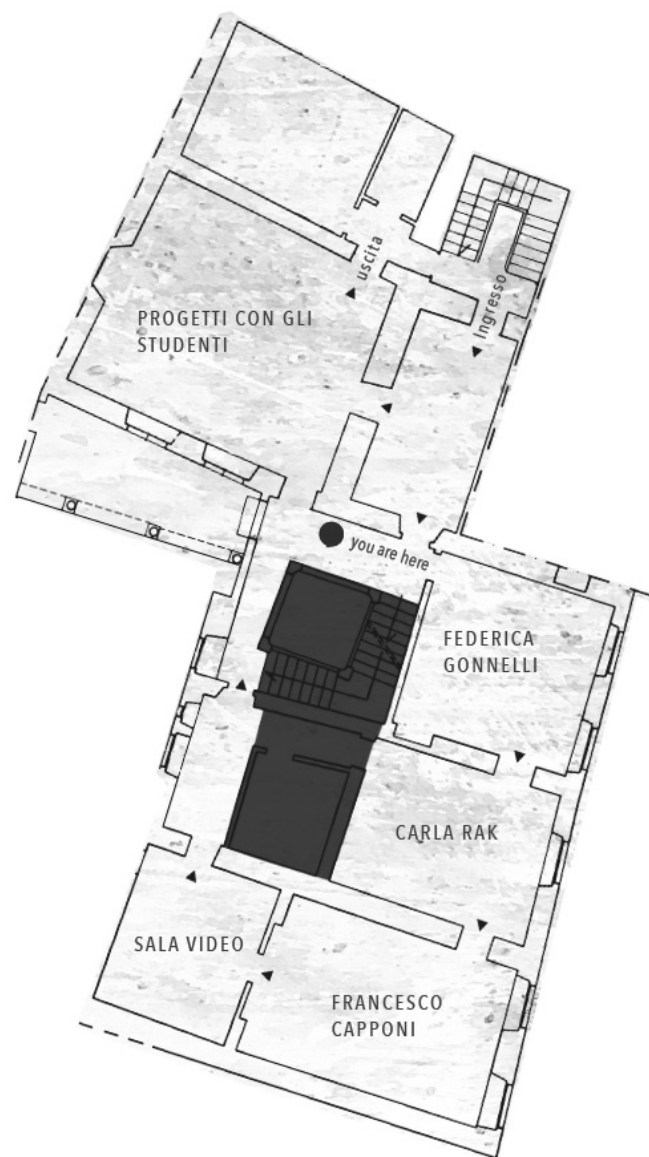 uscita
Ingresso
PROGETTI CON GLI
STUDENTI
you are here
FEDERICA
GONNELLI
CARLA RAK
SALA VIDEO
FRANCESCO
CAPPONI